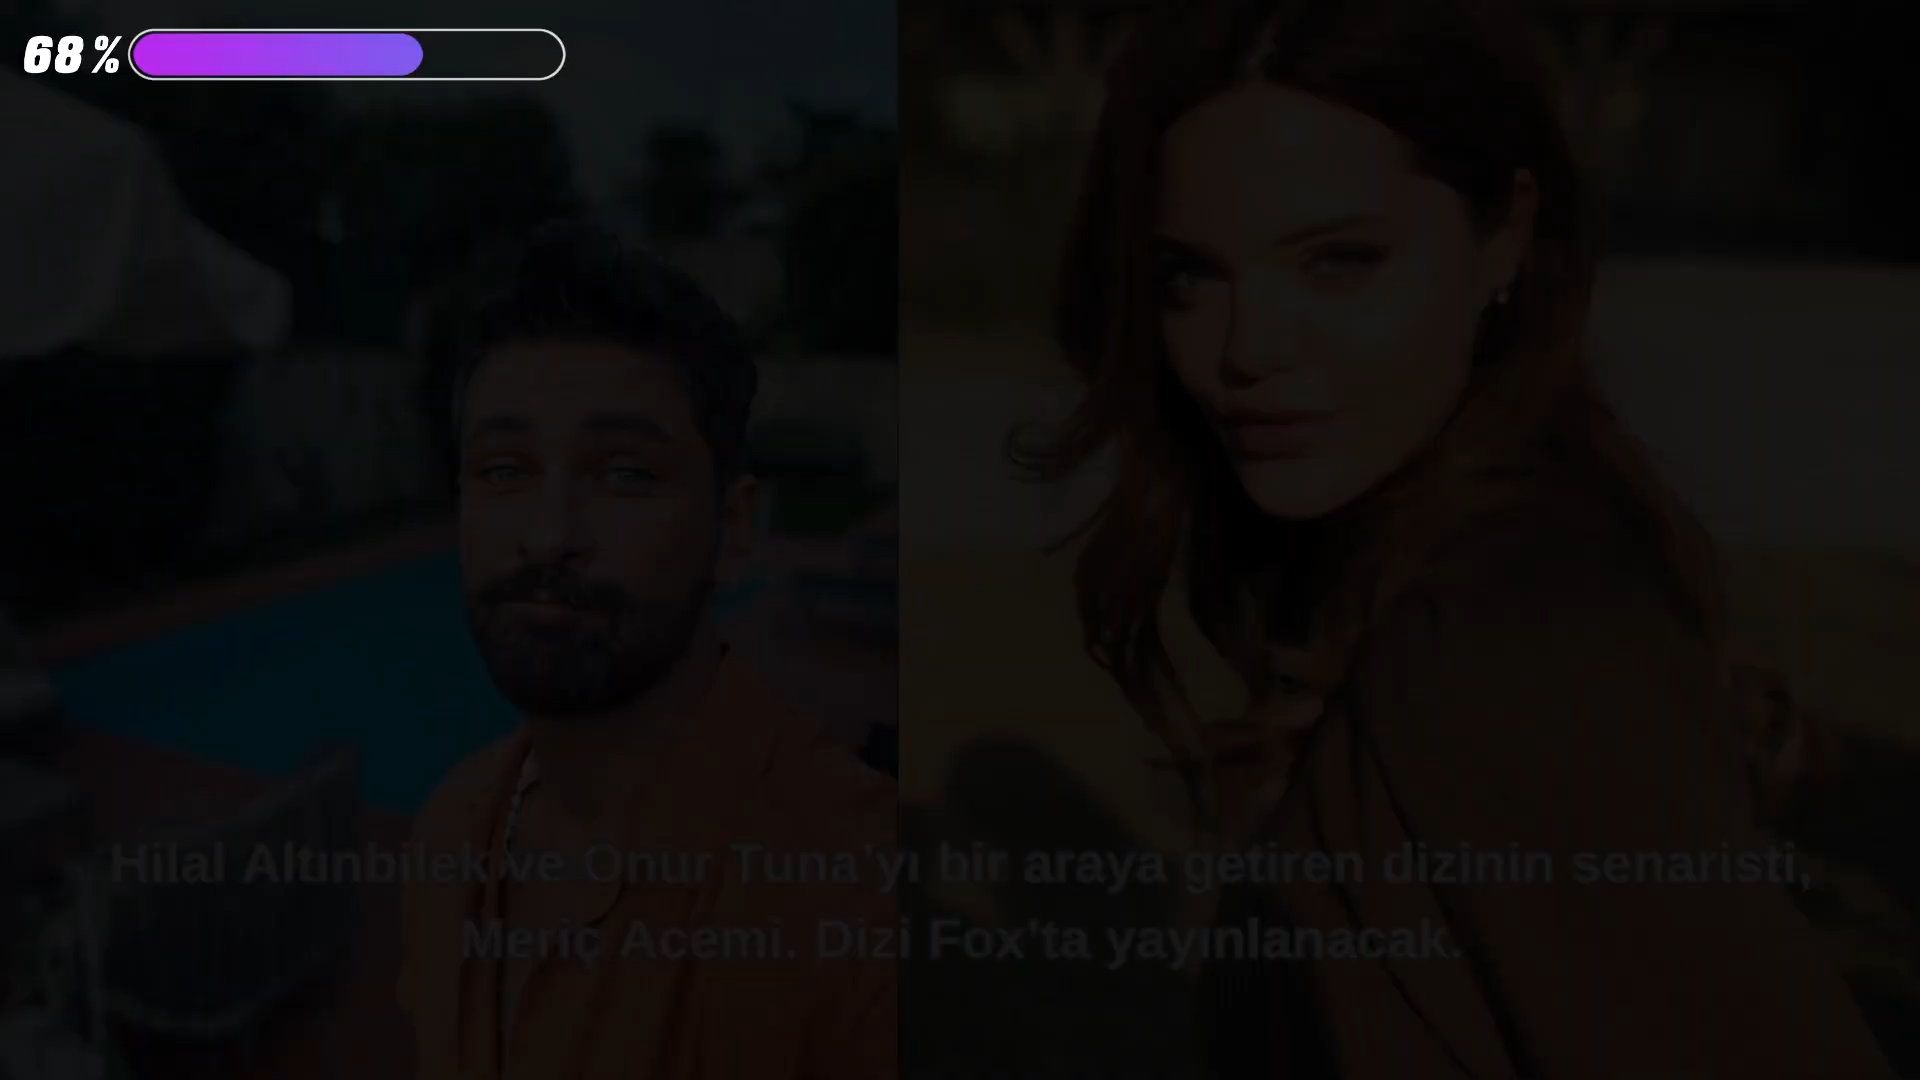 68%
Hilal Altınbilek ve Onur Tuna'yı bir araya getiren dizinin senaristi,
Meriç Acemi. Dizi Fox'ta yayınlanacak.